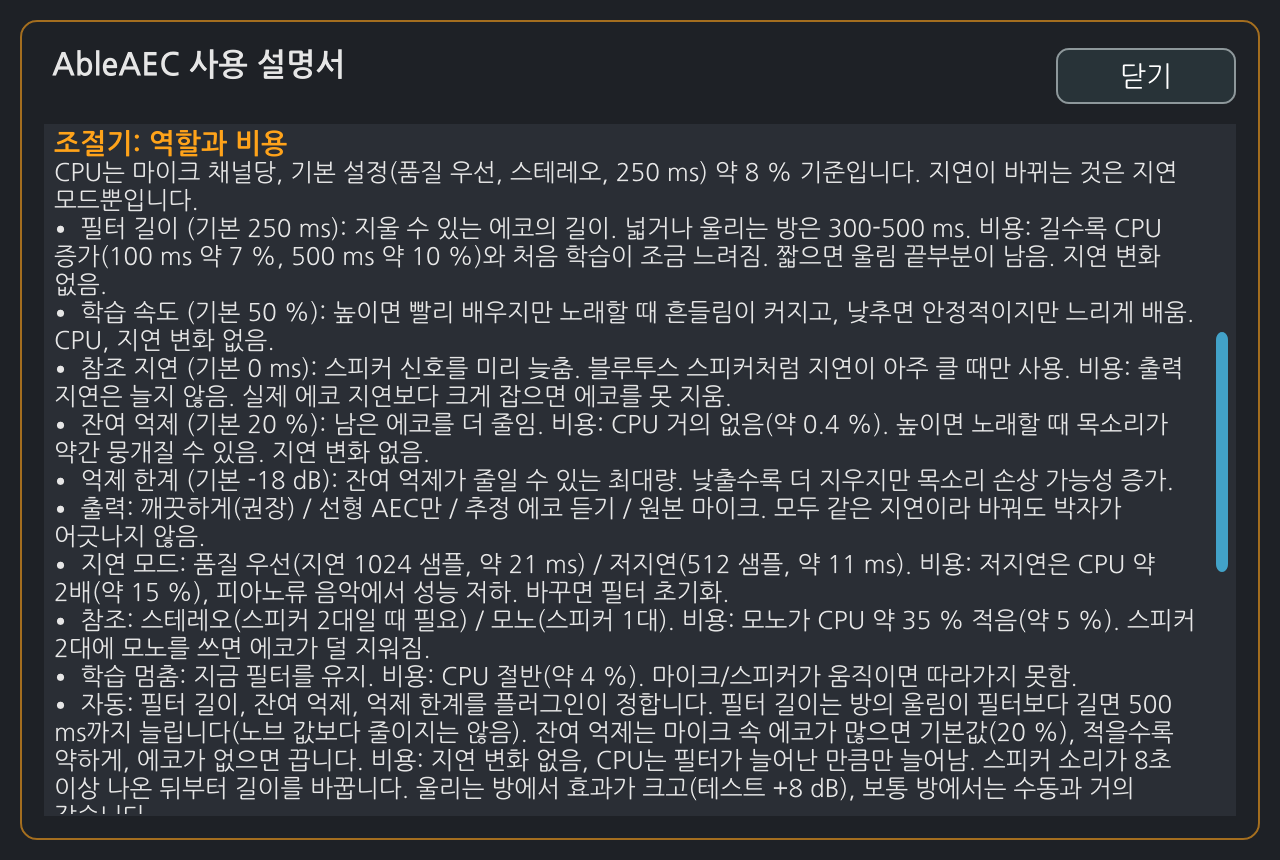 AbleAEC 사용 설명서
닫기
조절기: 역할과 비용
CPU는 마이크 채널당, 기본 설정(품질 우선, 스테레오, 250 ms) 약 8 % 기준입니다. 지연이 바뀌는 것은 지연
모드뿐입니다.
• 필터 길이 (기본 250 ms): 지울 수 있는 에코의 길이. 넓거나 울리는 방은 300-500 ms. 비용: 길수록 CPU
증가(100 ms 약 7 %, 500 ms 약 10 %)와 처음 학습이 조금 느려짐. 짧으면 울림 끝부분이 남음. 지연 변화
없음.
• 학습 속도 (기본 50 %): 높이면 빨리 배우지만 노래할 때 흔들림이 커지고, 낮추면 안정적이지만 느리게 배움.
CPU, 지연 변화 없음.
• 참조 지연 (기본 0 ms): 스피커 신호를 미리 늦춤. 블루투스 스피커처럼 지연이 아주 클 때만 사용. 비용: 출력
지연은 늘지 않음. 실제 에코 지연보다 크게 잡으면 에코를 못 지움.
• 잔여 억제 (기본 20 %): 남은 에코를 더 줄임. 비용: CPU 거의 없음(약 0.4 %). 높이면 노래할 때 목소리가
약간 뭉개질 수 있음. 지연 변화 없음.
• 억제 한계 (기본 -18 dB): 잔여 억제가 줄일 수 있는 최대량. 낮출수록 더 지우지만 목소리 손상 가능성 증가.
• 출력: 깨끗하게(권장) / 선형 AEC만 / 추정 에코 듣기 / 원본 마이크. 모두 같은 지연이라 바꿔도 박자가
어긋나지 않음.
• 지연 모드: 품질 우선(지연 1024 샘플, 약 21 ms) / 저지연(512 샘플, 약 11 ms). 비용: 저지연은 CPU 약
2배(약 15 %), 피아노류 음악에서 성능 저하. 바꾸면 필터 초기화.
• 참조: 스테레오(스피커 2대일 때 필요) / 모노(스피커 1대). 비용: 모노가 CPU 약 35 % 적음(약 5 %). 스피커
2대에 모노를 쓰면 에코가 덜 지워짐.
• 학습 멈춤: 지금 필터를 유지. 비용: CPU 절반(약 4 %). 마이크/스피커가 움직이면 따라가지 못함.
• 자동: 필터 길이, 잔여 억제, 억제 한계를 플러그인이 정합니다. 필터 길이는 방의 울림이 필터보다 길면 500
ms까지 늘립니다(노브 값보다 줄이지는 않음). 잔여 억제는 마이크 속 에코가 많으면 기본값(20 %), 적을수록
약하게, 에코가 없으면 끕니다. 비용: 지연 변화 없음, CPU는 필터가 늘어난 만큼만 늘어남. 스피커 소리가 8초
이상 나온 뒤부터 길이를 바꿉니다. 울리는 방에서 효과가 크고(테스트 +8 dB), 보통 방에서는 수동과 거의